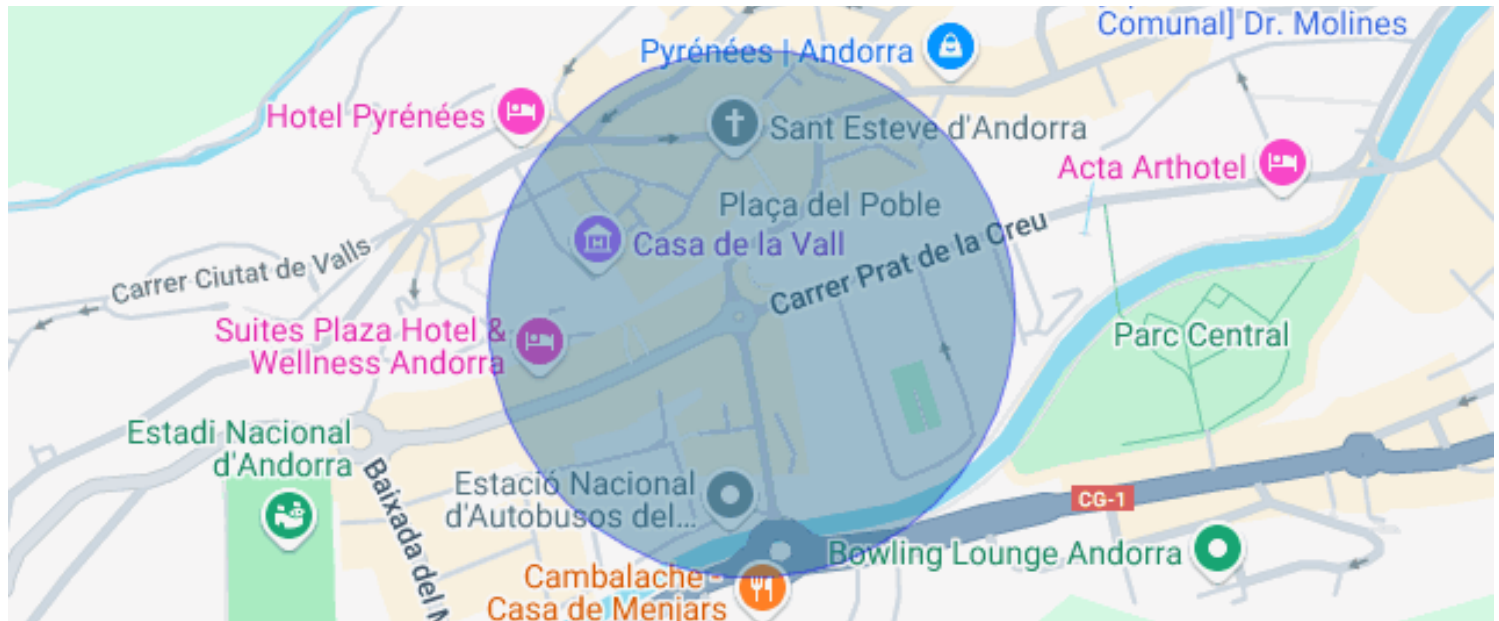 Comunal] Dr. Molines
Pyrénées | Andorra
Hotel Pyrénées
Sant Esteve d'Andorra
Acta Arthotel
Plaça del Poble
Casa de la Vall
Carrer Prat de la Creu
Carrer Ciutat de Valls
Suites Plaza Hotel &
Wellness Andorra
Parc Central
Estadi Nacional
d'Andorra
Baixada del M
Estació Nacional
d'Autobusos del...
CG-1
Bowling Lounge Andorra
Cambalache -
Casa de Menjars